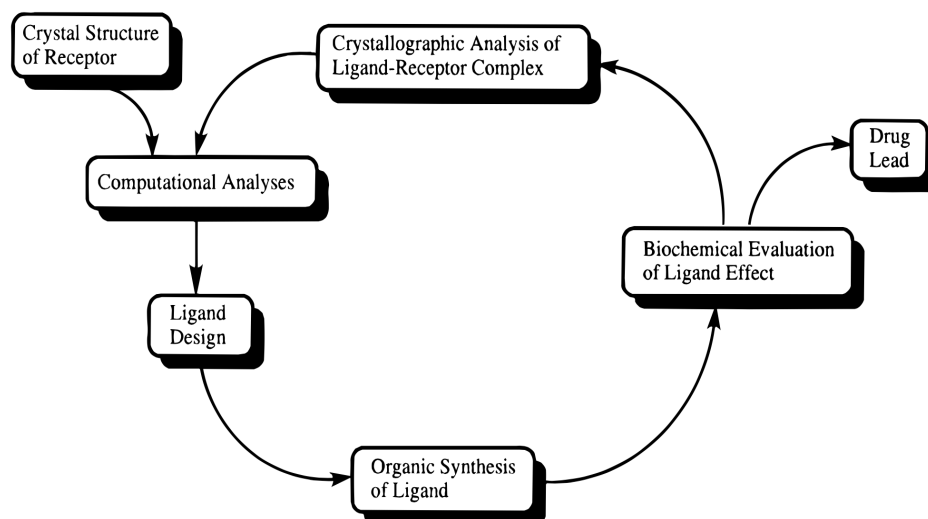 Crystal Structure
of Receptor
Crystallographic Analysis of
Ligand-Receptor Complex
Drug
Lead
Computational Analyses
Biochemical Evaluation
of Ligand Effect
Ligand
Design
Organic Synthesis
of Ligand